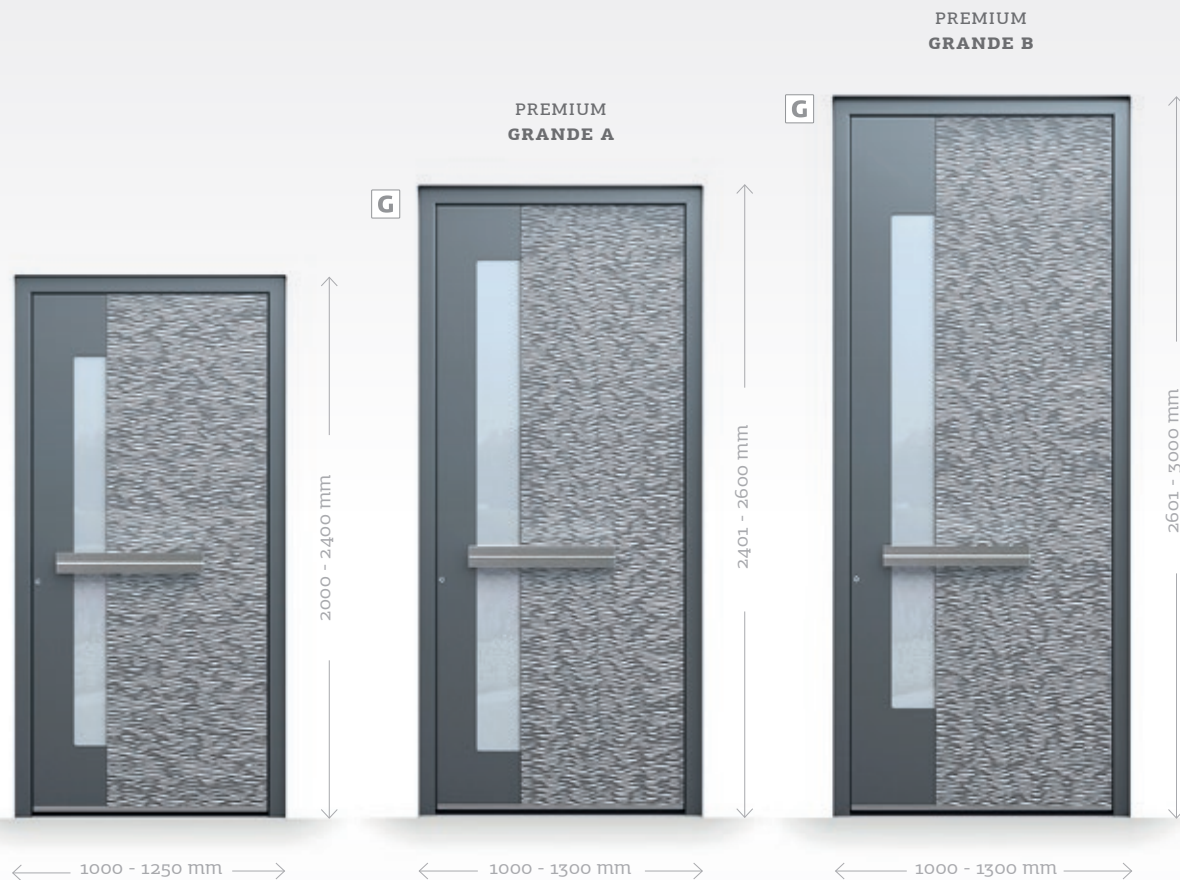 PREMIUM
GRANDE B
PREMIUM
GRANDE A
G
G
2000 - 2400 mm
2401 - 2600 mm
2601 - 3000 mm
1000 - 1250 mm
1000 - 1300 mm
1000 - 1300 mm